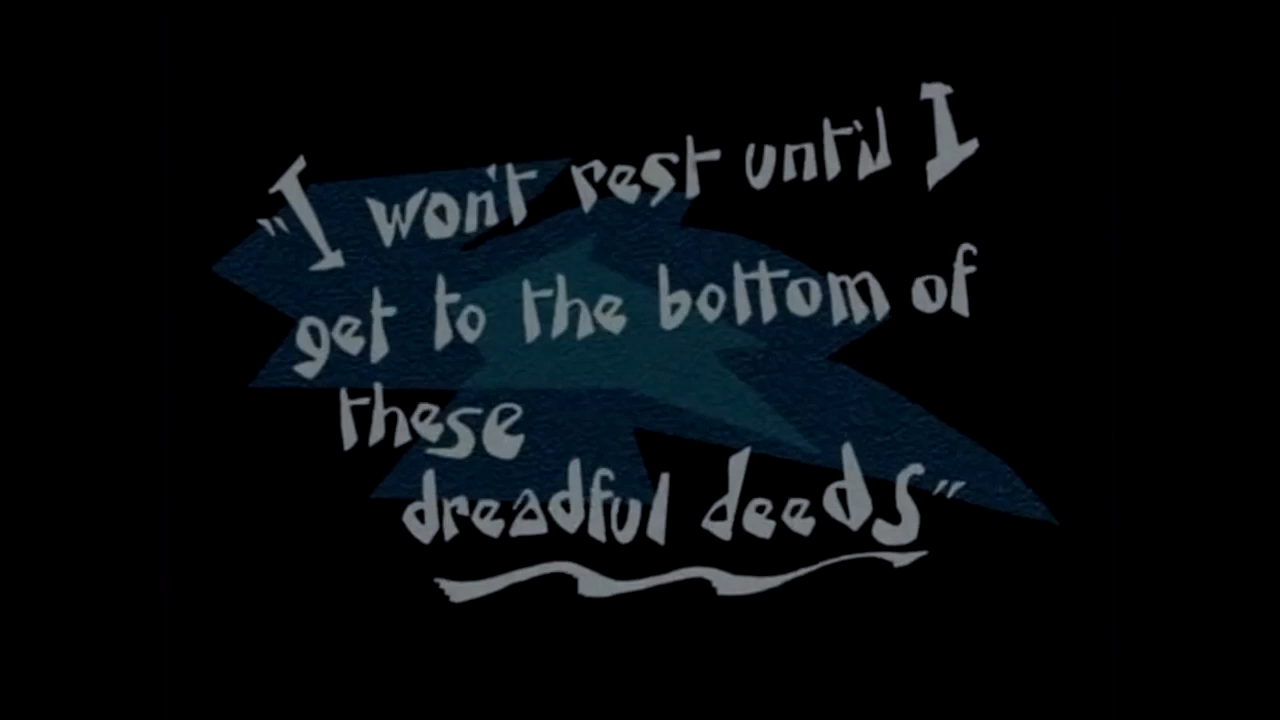 "I won't rest until I
get to the bottom of
these
dreadful deeds"